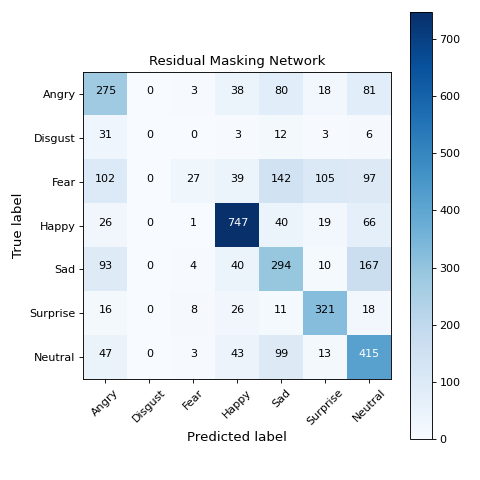 Residual Masking Network
True label
Angry 275 0 3 38 80 18 81
Disgust 31 0 0 3 12 3 6
Fear 102 0 27 39 142 105 97
Happy 26 0 1 747 40 19 66
Sad 93 0 4 40 294 10 167
Surprise 16 0 8 26 11 321 18
Neutral 47 0 3 43 99 13 415
Angry Disgust Fear Happy Sad Surprise Neutral
Predicted label
700
600
500
400
300
200
100
0